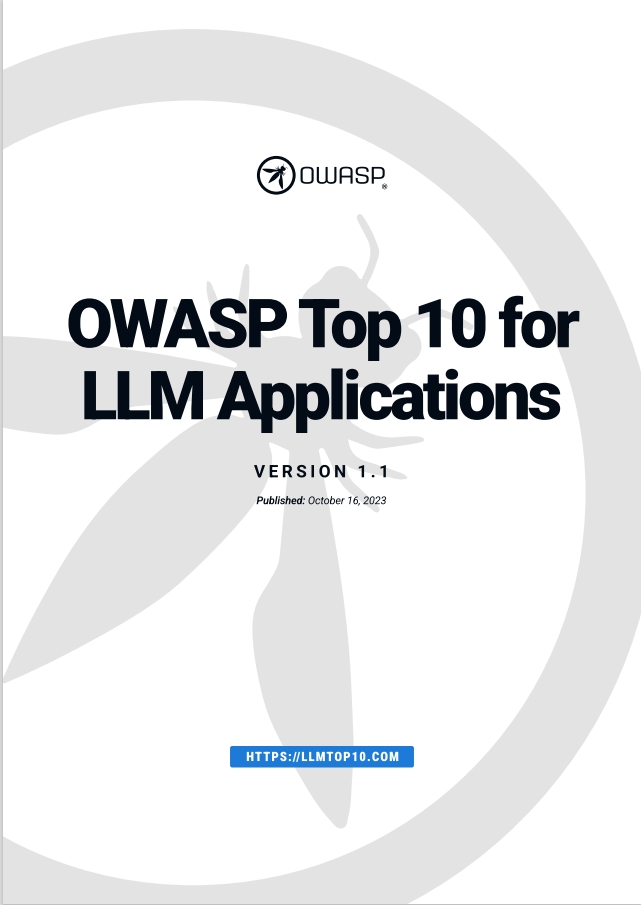 OWASP®
OWASP Top 10 for
LLM Applications
VERSION 1.1
Published: October 16, 2023
HTTPS://LLMTOP10.COM